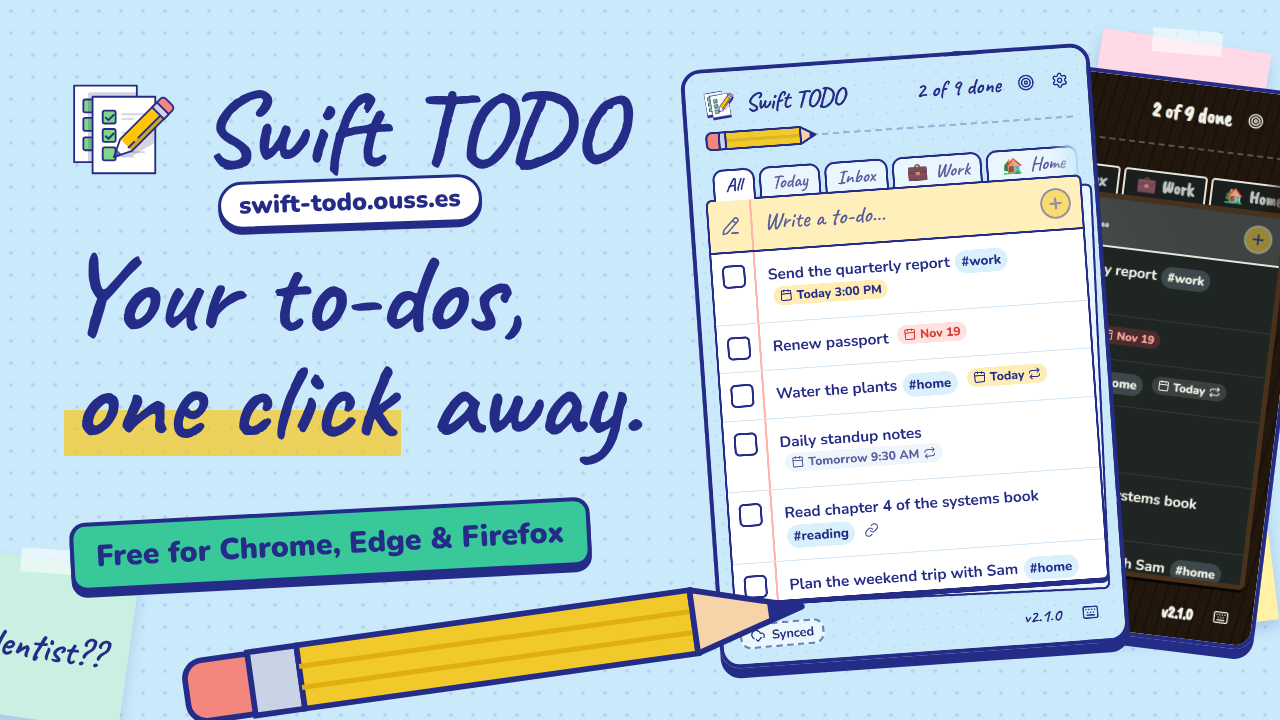 Swift TODO
swift-todo.ouss.es
Your to-dos,
one click away.
Free for Chrome, Edge & Firefox
Swift TODO
2 of 9 done
All
Today
Inbox
Work
Home
Write a to-do...
Send the quarterly report #work
Today 3:00 PM
Renew passport Nov 19
Water the plants #home Today
Daily standup notes
Tomorrow 9:30 AM
Read chapter 4 of the systems book
#reading
Plan the weekend trip with Sam #home
Synced
v2.1.0
2 of 9 done
Work
Home
report #work
Nov 19
Today
book
Sam #home
v2.1.0